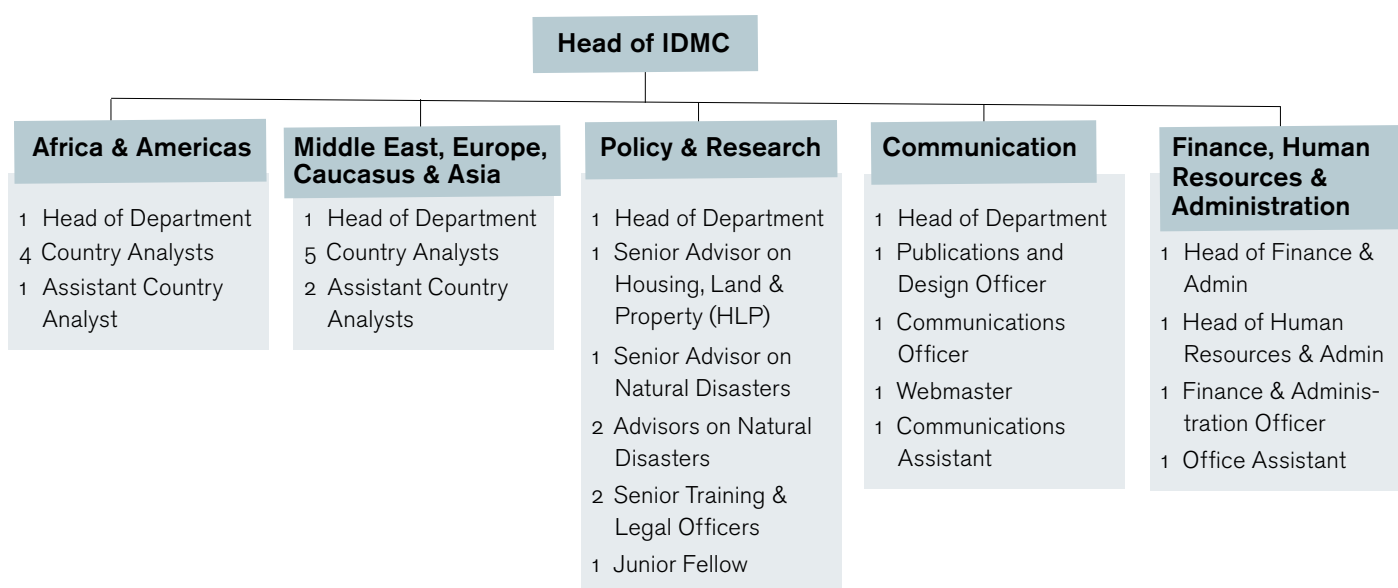 Head of IDMC
Africa & Americas
1 Head of Department
4 Country Analysts
1 Assistant Country
Analyst
Middle East, Europe,
Caucasus & Asia
1 Head of Department
5 Country Analysts
2 Assistant Country
Analysts
Policy & Research
1 Head of Department
1 Senior Advisor on
Housing, Land &
Property (HLP)
1 Senior Advisor on
Natural Disasters
2 Advisors on Natural
Disasters
2 Senior Training &
Legal Officers
1 Junior Fellow
Communication
1 Head of Department
1 Publications and
Design Officer
1 Communications
Officer
1 Webmaster
1 Communications
Assistant
Finance, Human
Resources &
Administration
1 Head of Finance &
Admin
1 Head of Human
Resources & Admin
1 Finance & Adminis-
tration Officer
1 Office Assistant